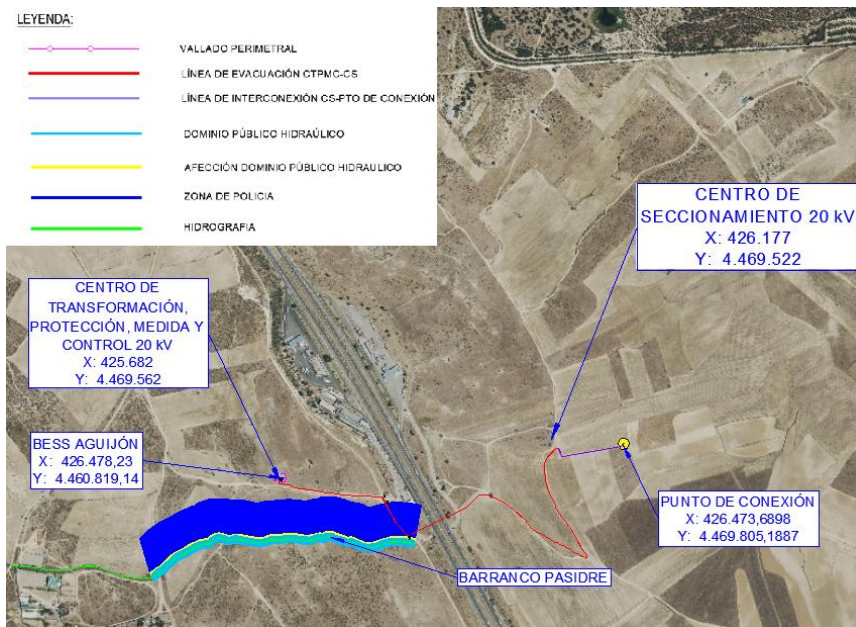 LEYENDA:
VALLADO PERIMETRAL
LÍNEA DE EVACUACIÓN CTPMC-CS
LÍNEA DE INTERCONEXIÓN CS-PTO DE CONEXIÓN
DOMINIO PÚBLICO HIDRAÚLICO
AFECCIÓN DOMINIO PÚBLICO HIDRAULICO
ZONA DE POLICIA
HIDROGRAFIA
CENTRO DE
SECCIONAMIENTO 20 kV
X: 426.177
Y: 4.469.522
CENTRO DE
TRANSFORMACIÓN,
PROTECCIÓN, MEDIDA Y
CONTROL 20 kV
X: 425.682
Y: 4.469.562
BESS AGUIJÓN
X: 426.478,23
Y: 4.460.819,14
PUNTO DE CONEXIÓN
X: 426.473,6898
Y: 4.469.805,1887
BARRANCO PASIDRE